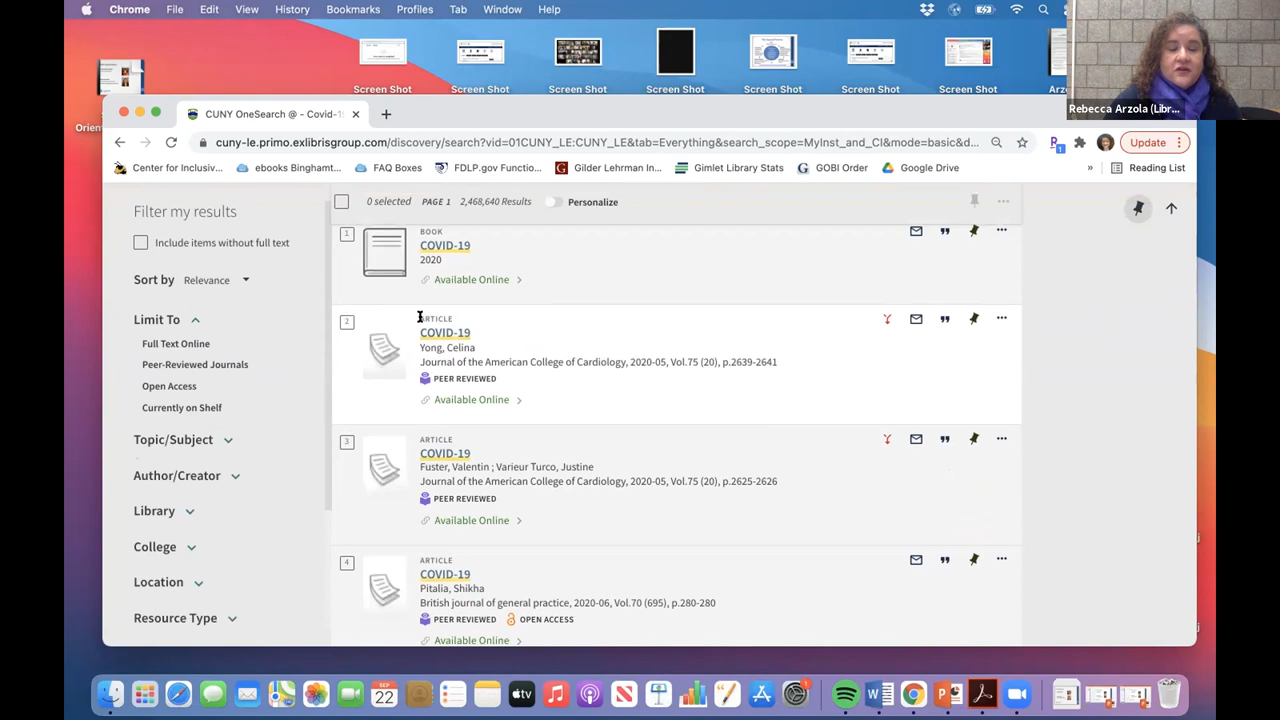 Chrome File Edit View History Bookmarks Profiles Tab Window Help
Screen Shot Screen Shot Screen Shot Screen Shot Screen Shot Screen Shot Screen Shot
Rebecca Arzola (Libr...
CUNY OneSearch @ - Covid-19
cuny-le.primo.exlibrisgroup.com/discovery/search?vid=01CUNY_LE:CUNY_LE&tab=Everything&search_scope=MyInst_and_CI&mode=basic&d...
Update
Center for Inclusiv... ebooks Binghamt... FAQ Boxes FDLP.gov Functio... Gilder Lehrman In... Gimlet Library Stats GOBI Order Google Drive » Reading List
Filter my results
Include items without full text
Sort by Relevance
Limit To
Full Text Online
Peer-Reviewed Journals
Open Access
Currently on Shelf
Topic/Subject
Author/Creator
Library
College
Location
Resource Type
0 selected PAGE 1 2,468,640 Results Personalize
1
BOOK
COVID-19
2020
Available Online
2
ARTICLE
COVID-19
Yong, Celina
Journal of the American College of Cardiology, 2020-05, Vol.75 (20), p.2639-2641
PEER REVIEWED
Available Online
3
ARTICLE
COVID-19
Fuster, Valentin ; Varieur Turco, Justine
Journal of the American College of Cardiology, 2020-05, Vol.75 (20), p.2625-2626
PEER REVIEWED
Available Online
4
ARTICLE
COVID-19
Pitalia, Shikha
British journal of general practice, 2020-06, Vol.70 (695), p.280-280
PEER REVIEWED OPEN ACCESS
Available Online
SEP
22
tv